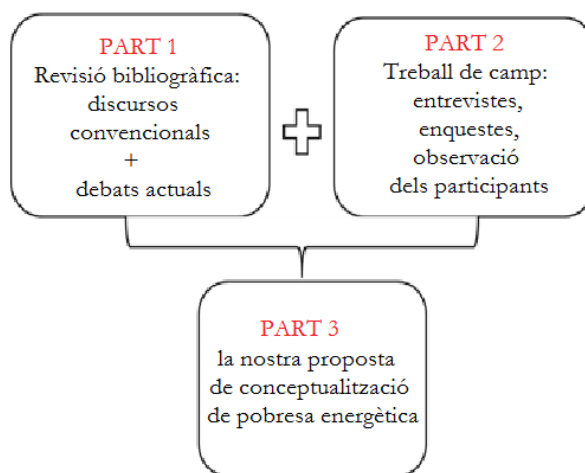 PART 1
Revisió bibliogràfica:
discursos
convencionals
+
debats actuals
PART 2
Treball de camp:
entrevistes,
enquestes,
observació
dels participants
PART 3
la nostra proposta
de conceptualització
de pobresa energètica